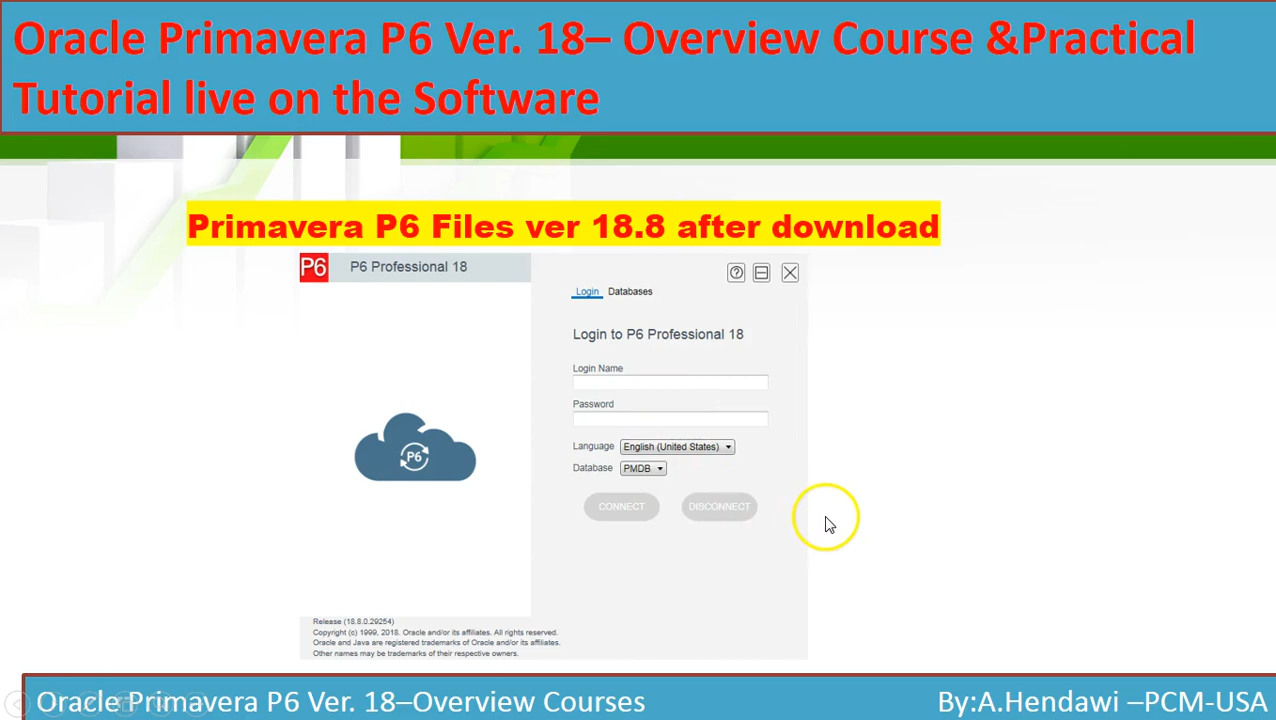 Oracle Primavera P6 Ver. 18– Overview Course &Practical
Tutorial live on the Software
Primavera P6 Files ver 18.8 after download
P6 P6 Professional 18
Login Databases
Login to P6 Professional 18
Login Name
Password
Language English (United States)
Database PMDB
CONNECT DISCONNECT
P6
Release (18.8.0.29254)
Copyright (c) 1999, 2018. Oracle and/or its affiliates. All rights reserved.
Oracle and Java are registered trademarks of Oracle and/or its affiliates.
Other names may be trademarks of their respective owners.
Oracle Primavera P6 Ver. 18–Overview Courses By:A.Hendawi –PCM-USA